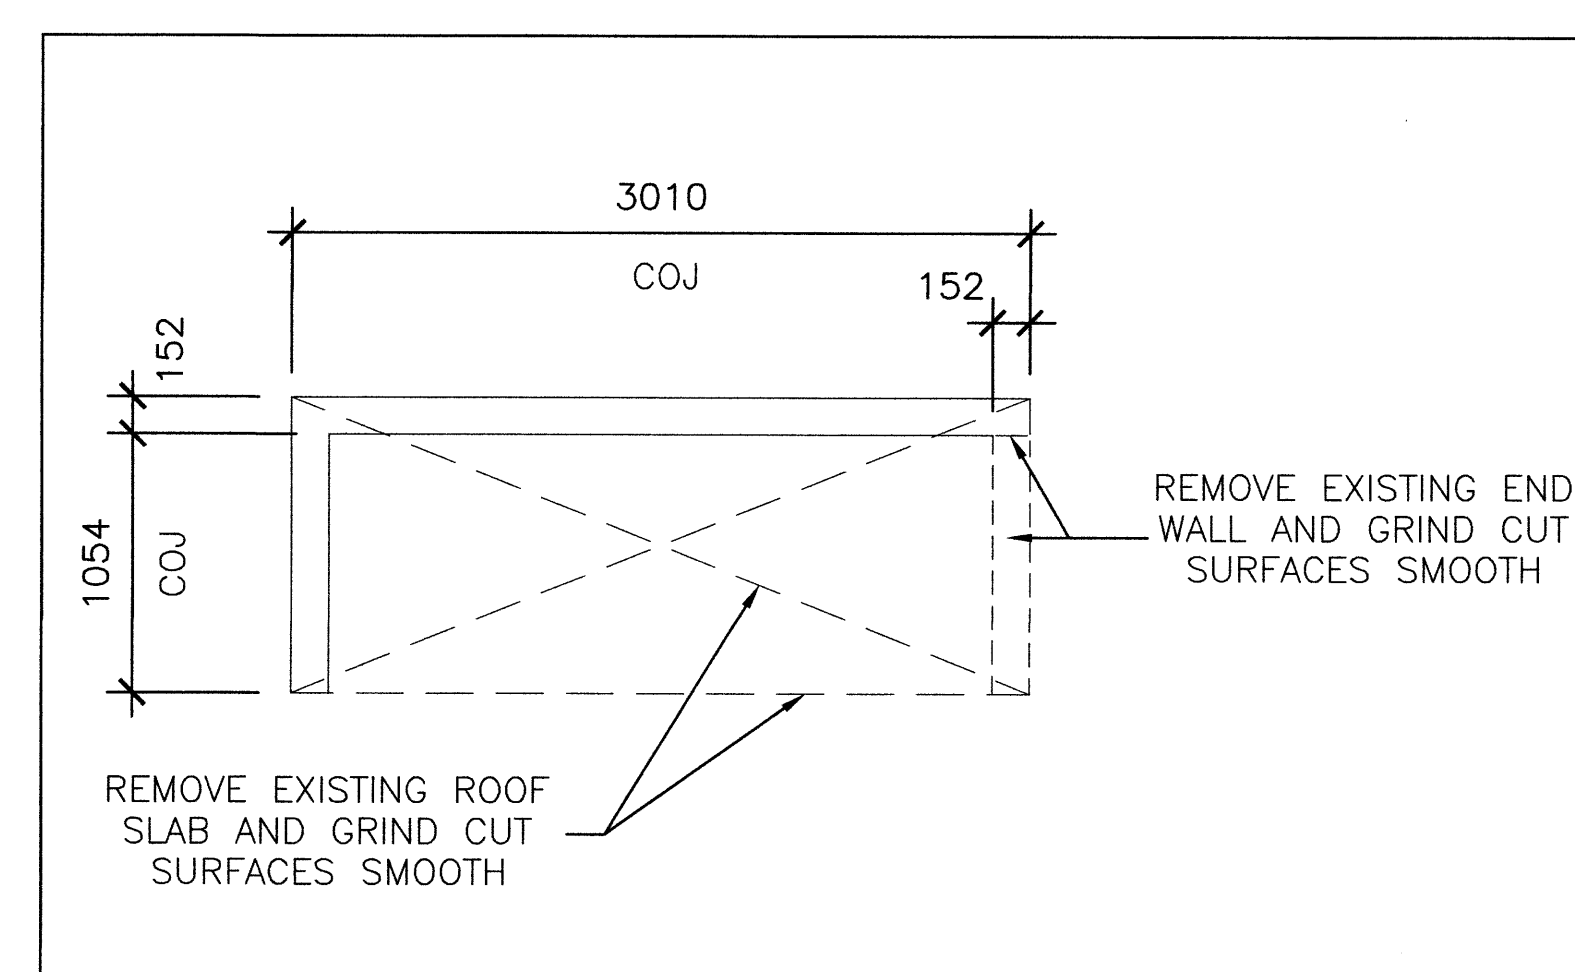 3010
COJ
152
152
1054
COJ
REMOVE EXISTING END
WALL AND GRIND CUT
SURFACES SMOOTH
REMOVE EXISTING ROOF
SLAB AND GRIND CUT
SURFACES SMOOTH